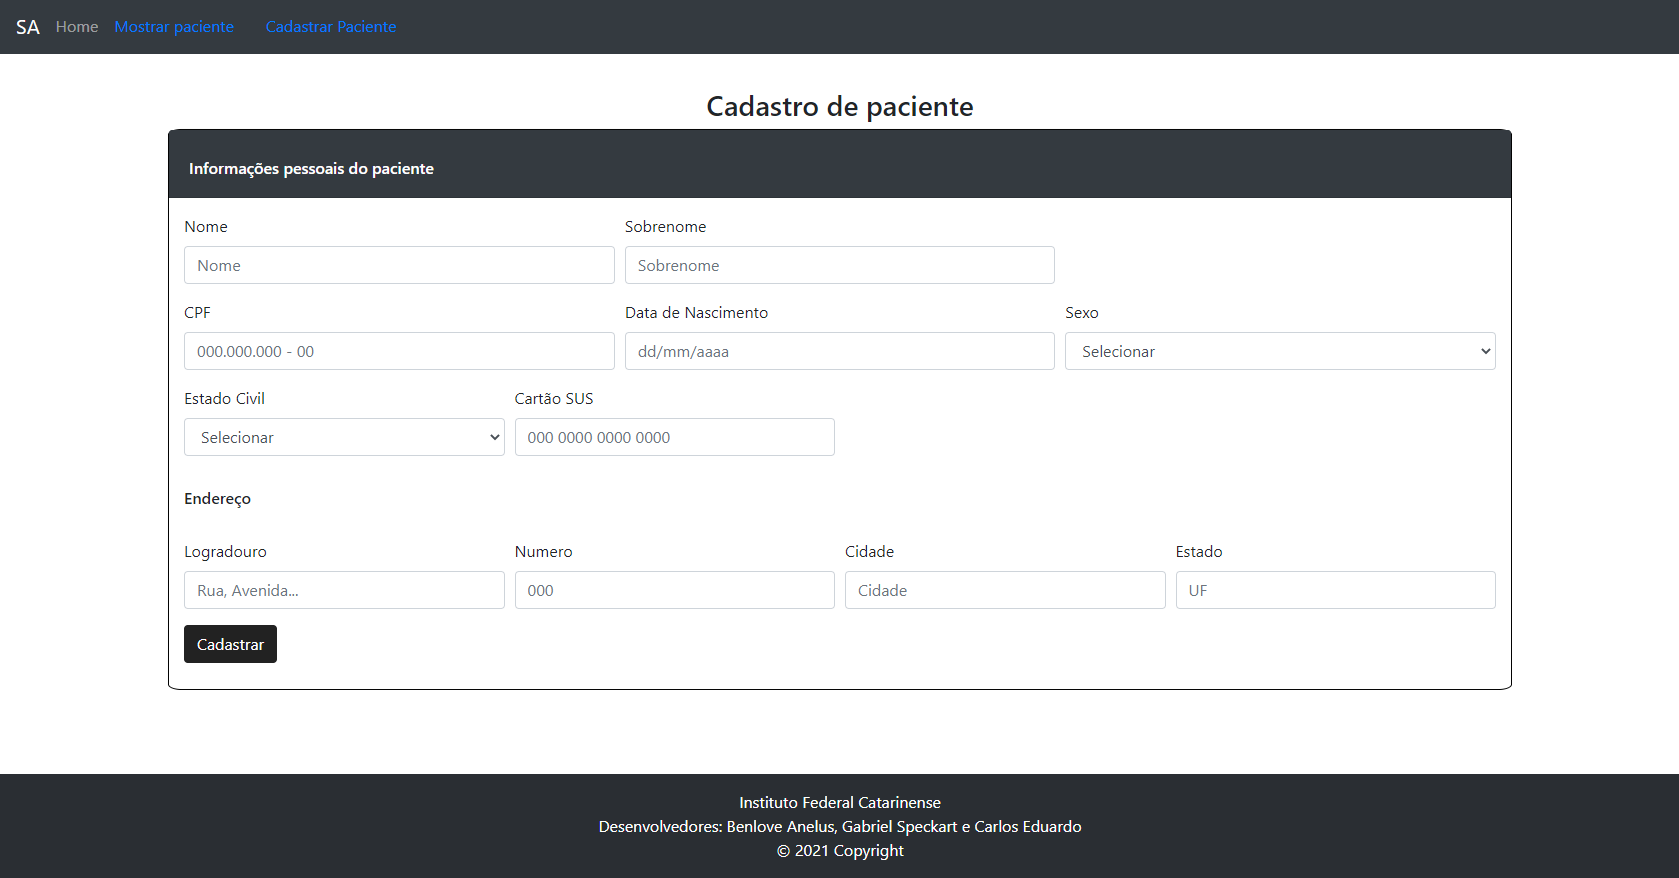 SA Home Mostrar paciente Cadastrar Paciente
Cadastro de paciente
Informações pessoais do paciente
Nome Sobrenome
Nome Sobrenome
CPF Data de Nascimento Sexo
000.000.000 - 00 dd/mm/aaaa Selecionar
Estado Civil Cartão SUS
Selecionar 000 0000 0000 0000
Endereço
Logradouro Numero Cidade Estado
Rua, Avenida... 000 Cidade UF
Cadastrar
Instituto Federal Catarinense
Desenvolvedores: Benlove Anelus, Gabriel Speckart e Carlos Eduardo
© 2021 Copyright